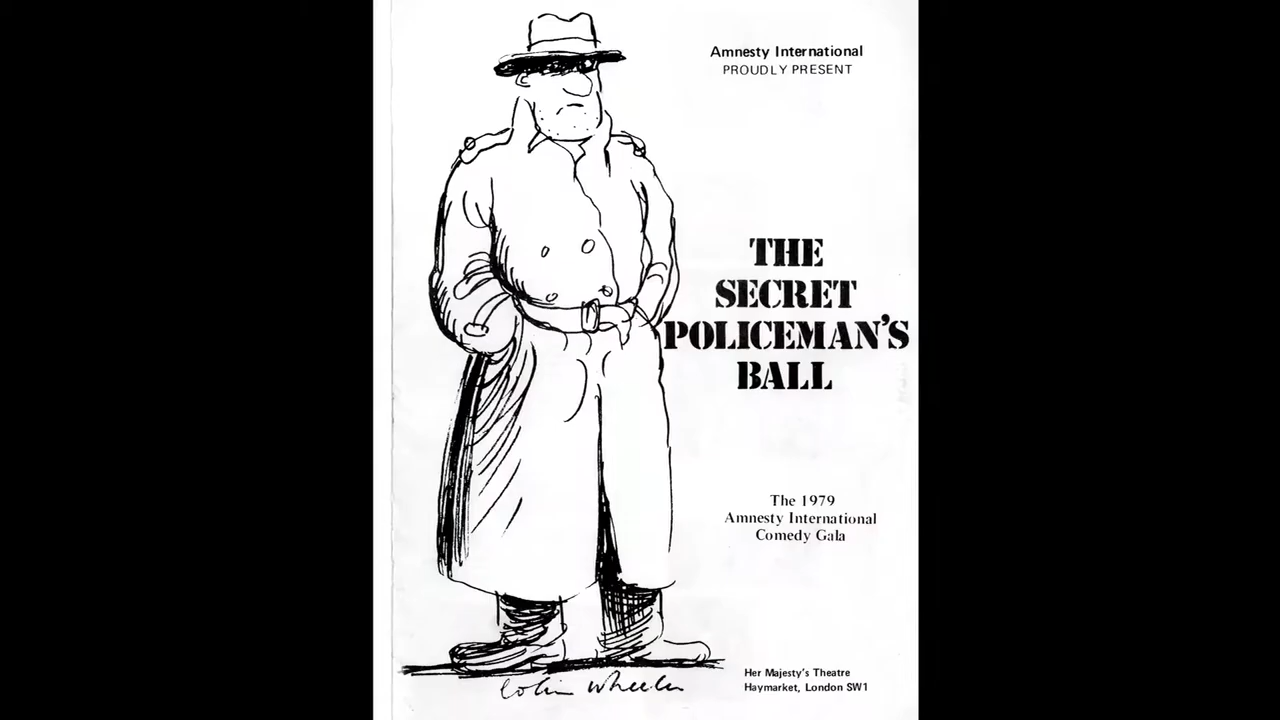 Amnesty International
PROUDLY PRESENT
THE
SECRET
POLICEMAN'S
BALL
The 1979
Amnesty International
Comedy Gala
Her Majesty's Theatre
Haymarket, London SW1
Colin Wheeler